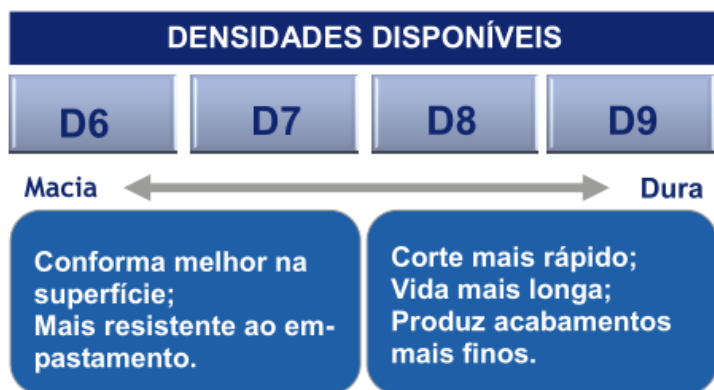 DENSIDADES DISPONÍVEIS
D6 D7 D8 D9
Macia Dura
Conforma melhor na
superfície;
Mais resistente ao em-
pastamento.
Corte mais rápido;
Vida mais longa;
Produz acabamentos
mais finos.